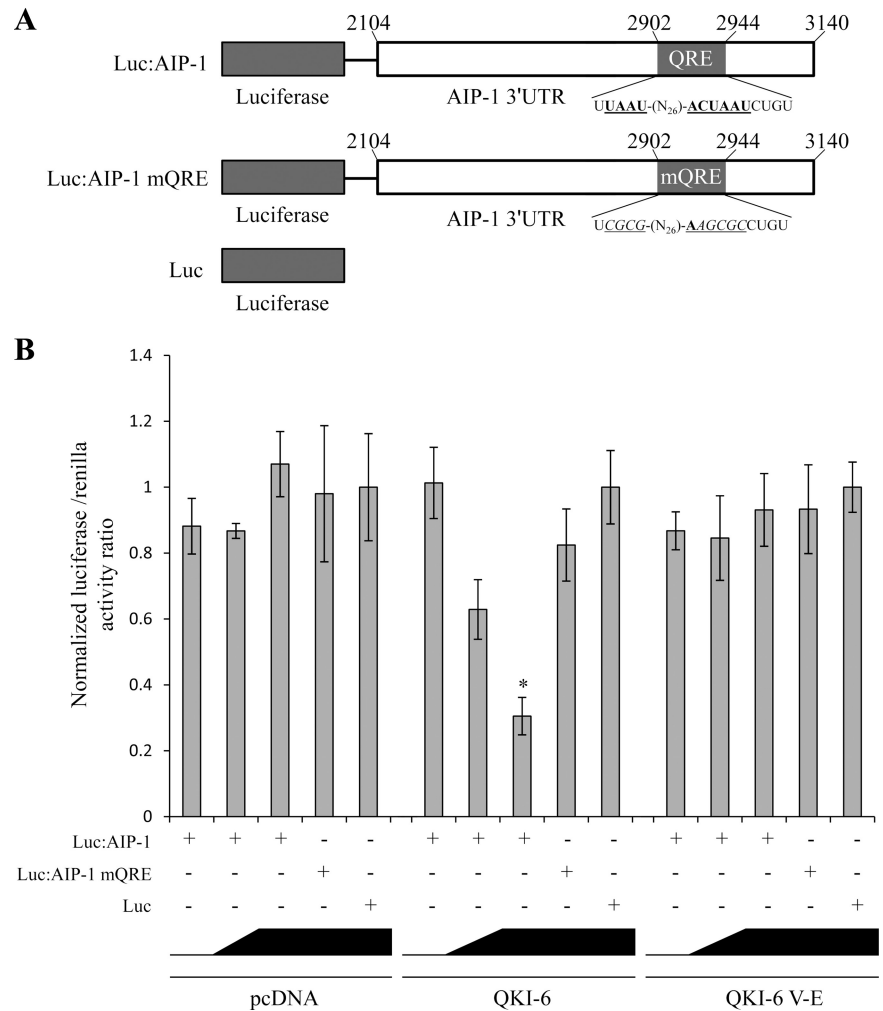 A
2104 2902 2944 3140
Luc:AIP-1 QRE
Luciferase AIP-1 3'UTR UUAAU-(N26)-ACUAAUCUGU
2104 2902 2944 3140
Luc:AIP-1 mQRE mQRE
Luciferase AIP-1 3'UTR UCGCG-(N26)-AAGCGCCUGU
Luc
Luciferase
B
Normalized luciferase /renilla
activity ratio
1.4
1.2
1
0.8
0.6
0.4
0.2
0
*
Luc:AIP-1 + + + - - + + + - - + + + - -
Luc:AIP-1 mQRE - - - + - - - - + - - - - + -
Luc - - - - + - - - - + - - - - +
pcDNA QKI-6 QKI-6 V-E